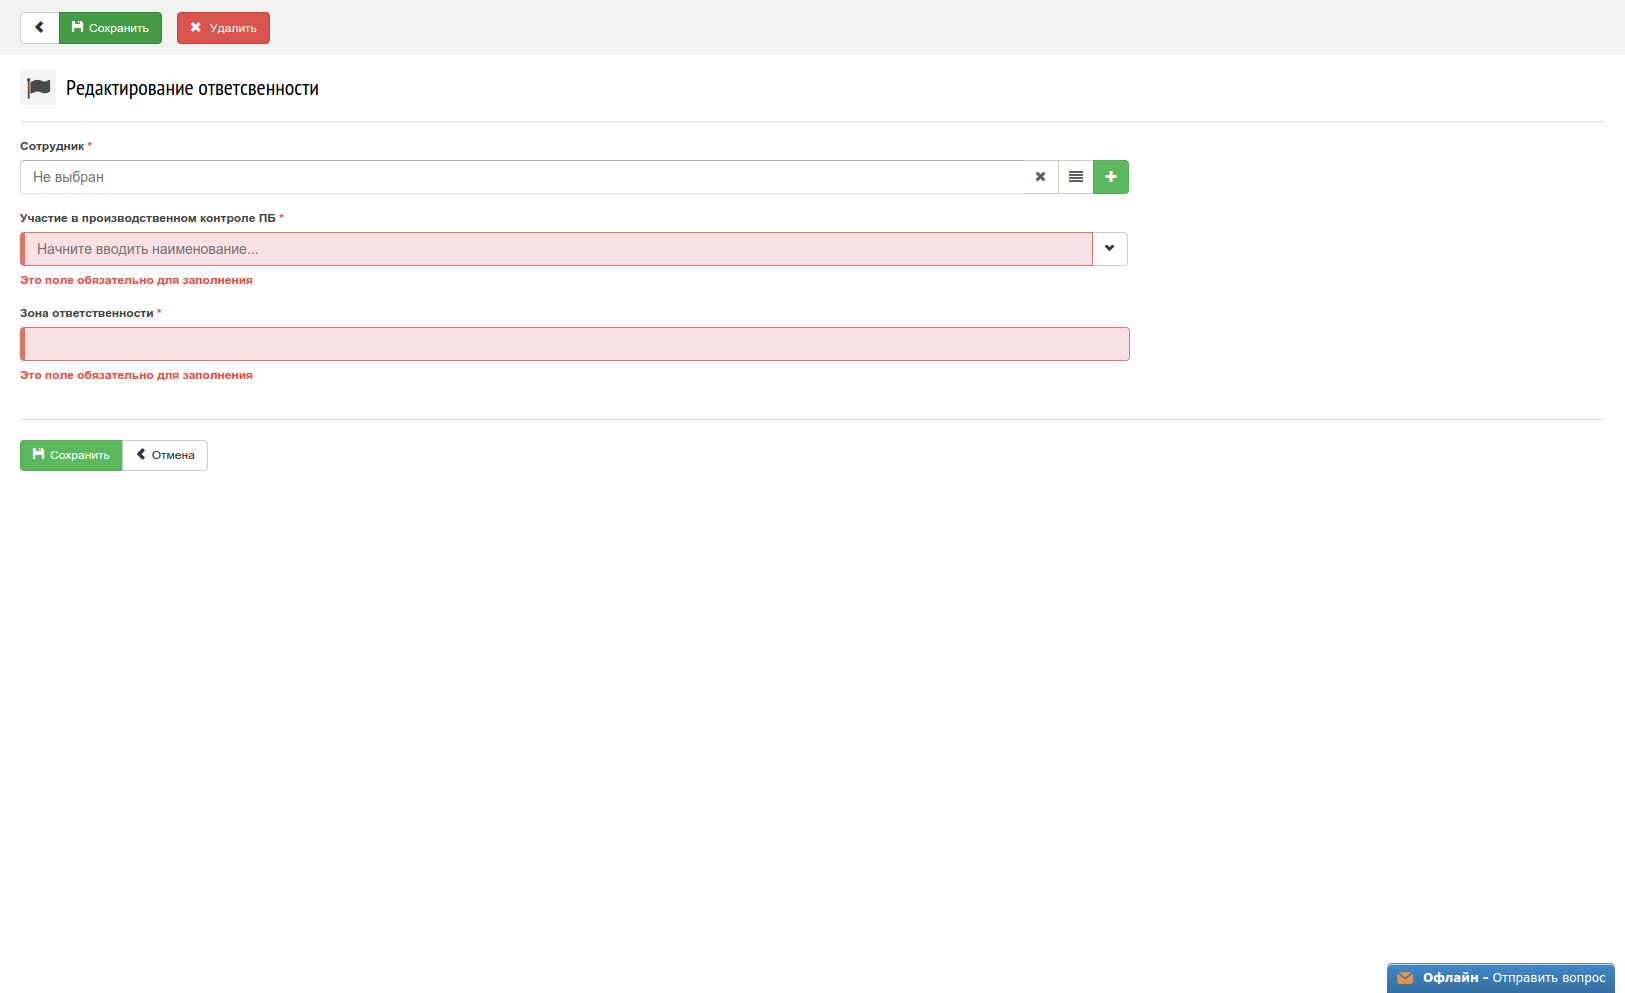 Сохранить
Удалить
Редактирование ответсвенности
Сотрудник *
Не выбран
Участие в производственном контроле ПБ *
Начните вводить наименование...
Это поле обязательно для заполнения
Зона ответственности *
Это поле обязательно для заполнения
Сохранить
Отмена
Офлайн - Отправить вопрос